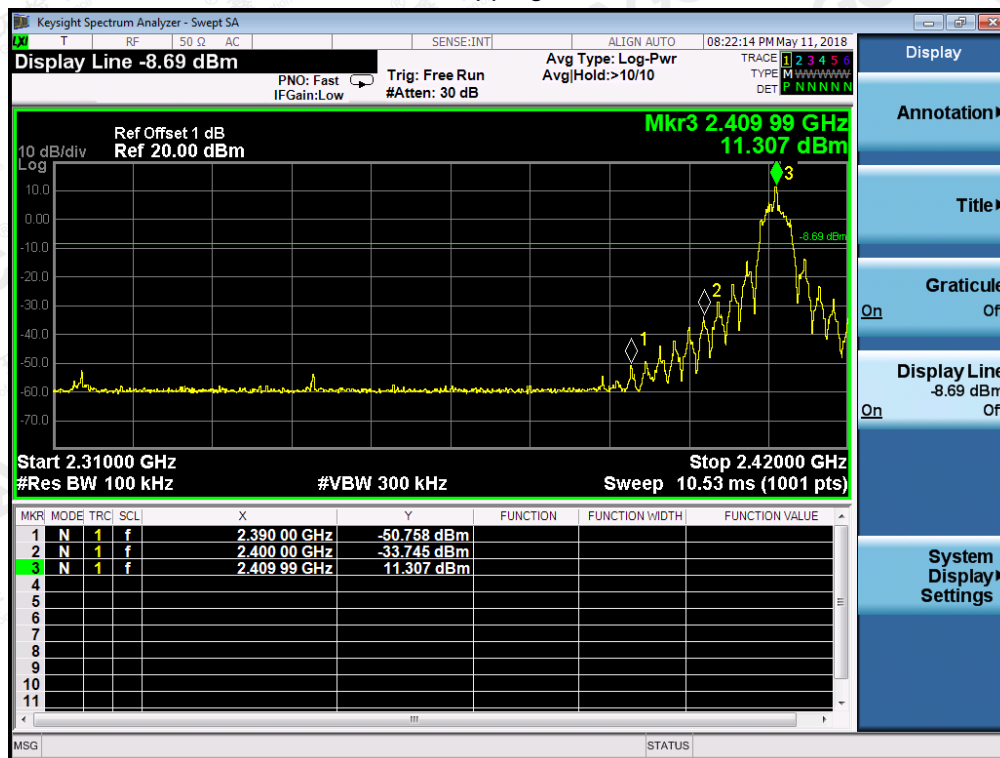 Keysight Spectrum Analyzer - Swept SA
LXI T RF 50 Ω AC SENSE:INT ALIGN AUTO 08:22:14 PM May 11, 2018
Display Line -8.69 dBm
PNO: Fast
IFGain:Low
Trig: Free Run
#Atten: 30 dB
Avg Type: Log-Pwr
Avg|Hold:>10/10
TRACE 1 2 3 4 5 6
TYPE M WWWWW
DET P N N N N N
Mkr3 2.409 99 GHz
11.307 dBm
Ref Offset 1 dB
10 dB/div Ref 20.00 dBm
Log
10.0
0.00
-10.0
-20.0
-30.0
-40.0
-50.0
-60.0
-70.0
3
-8.69 dBm
2
1
Start 2.31000 GHz Stop 2.42000 GHz
#Res BW 100 kHz #VBW 300 kHz Sweep 10.53 ms (1001 pts)
MKR MODE TRC SCL X Y FUNCTION FUNCTION WIDTH FUNCTION VALUE
1 N 1 f 2.390 00 GHz -50.758 dBm
2 N 1 f 2.400 00 GHz -33.745 dBm
3 N 1 f 2.409 99 GHz 11.307 dBm
4
5
6
7
8
9
10
11
MSG STATUS
Display
Annotation
Title
Graticule
On Of
Display Line
-8.69 dBm
On Of
System
Display
Settings